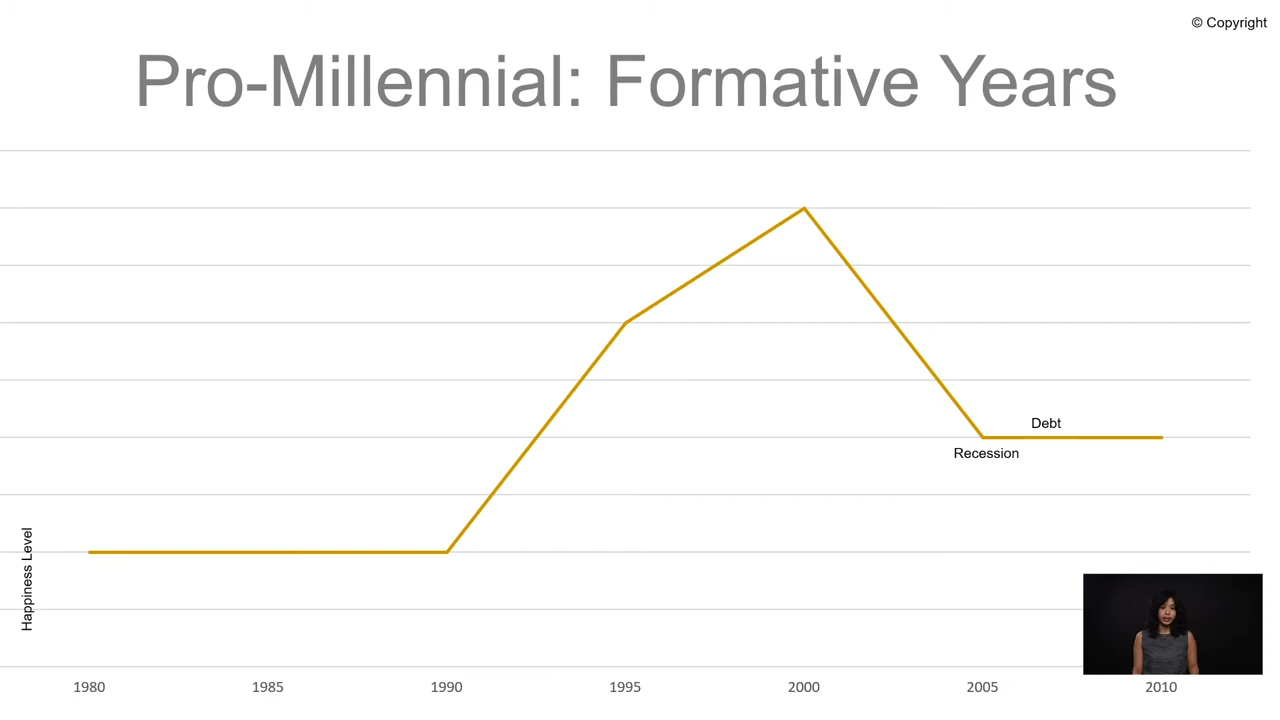 © Copyright
Pro-Millennial: Formative Years
Debt
Recession
Happiness Level
1980 1985 1990 1995 2000 2005 2010